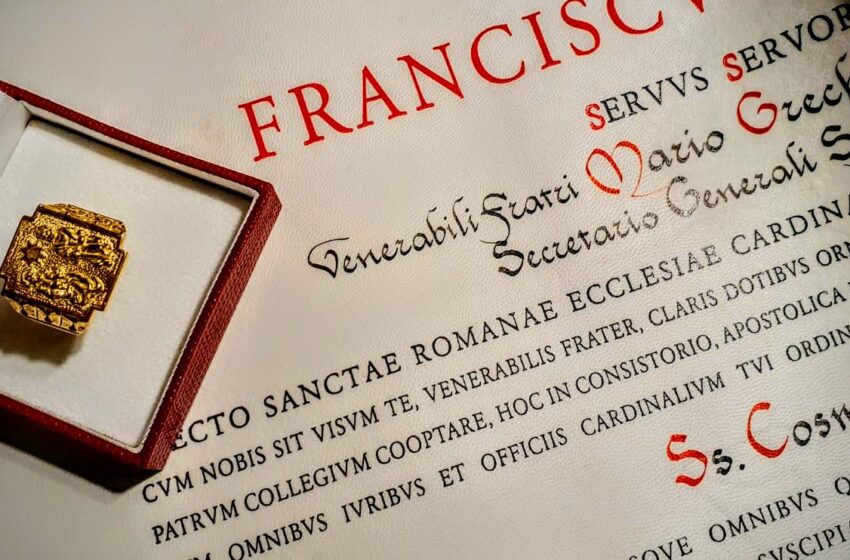 FRANCISCV
SERVVS SERVOR
Venerabili Fratri Mario Grech
Secretario Generali S
ECTO SANCTAE ROMANAE ECCLESIAE CARDINA
CVM NOBIS SIT VISVM TE, VENERABILIS FRATER, CLARIS DOTIBVS ORN
PATRVM COLLEGIVM COOPTARE, HOC IN CONSISTORIO, APOSTOLICA
OMNIBVS IVRIBVS ET OFFICIIS CARDINALIVM TVI ORDIN
Ss. Cosm
SQVE OMNIBVS Q
SVSCIPI